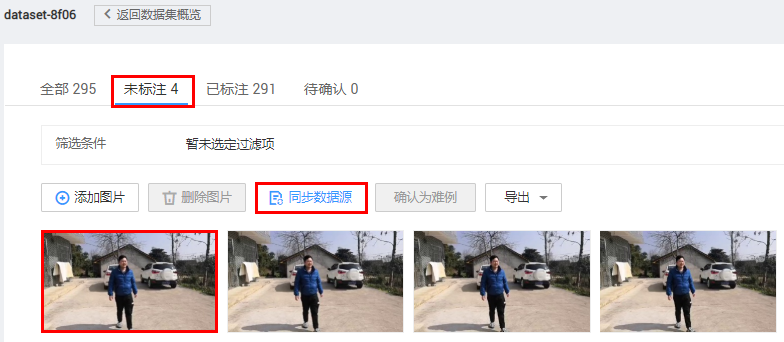 dataset-8f06 返回数据集概览
全部 295 未标注 4 已标注 291 待确认 0
筛选条件 暂未选定过滤项
添加图片 删除图片 同步数据源 确认为难例 导出